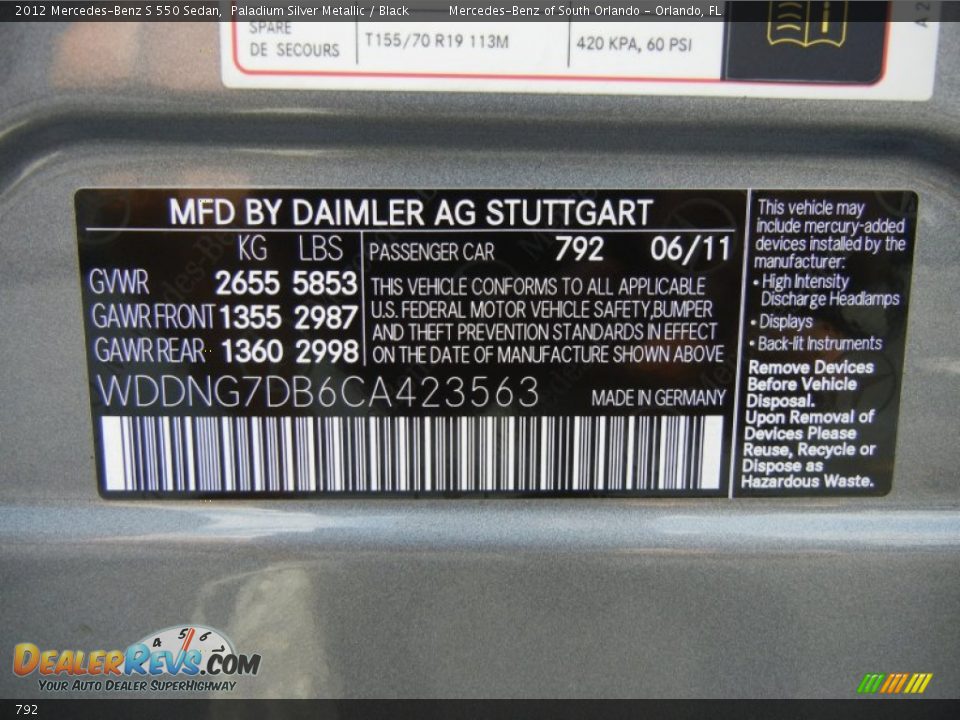 2012 Mercedes-Benz S 550 Sedan, Paladium Silver Metallic / Black Mercedes-Benz of South Orlando - Orlando, FL
SPARE
DE SECOURS
T155/70 R19 113M
420 KPA, 60 PSI
A 2
MFD BY DAIMLER AG STUTTGART
KG LBS
GVWR 2655 5853
GAWR FRONT 1355 2987
GAWR REAR 1360 2998
PASSENGER CAR 792 06/11
THIS VEHICLE CONFORMS TO ALL APPLICABLE
U.S. FEDERAL MOTOR VEHICLE SAFETY,BUMPER
AND THEFT PREVENTION STANDARDS IN EFFECT
ON THE DATE OF MANUFACTURE SHOWN ABOVE
WDDNG7DB6CA423563 MADE IN GERMANY
This vehicle may
include mercury-added
devices installed by the
manufacturer:
• High Intensity
Discharge Headlamps
• Displays
• Back-lit Instruments
Remove Devices
Before Vehicle
Disposal.
Upon Removal of
Devices Please
Reuse, Recycle or
Dispose as
Hazardous Waste.
4 5 6
DEALERREVS.COM
YOUR AUTO DEALER SUPERHIGHWAY
792